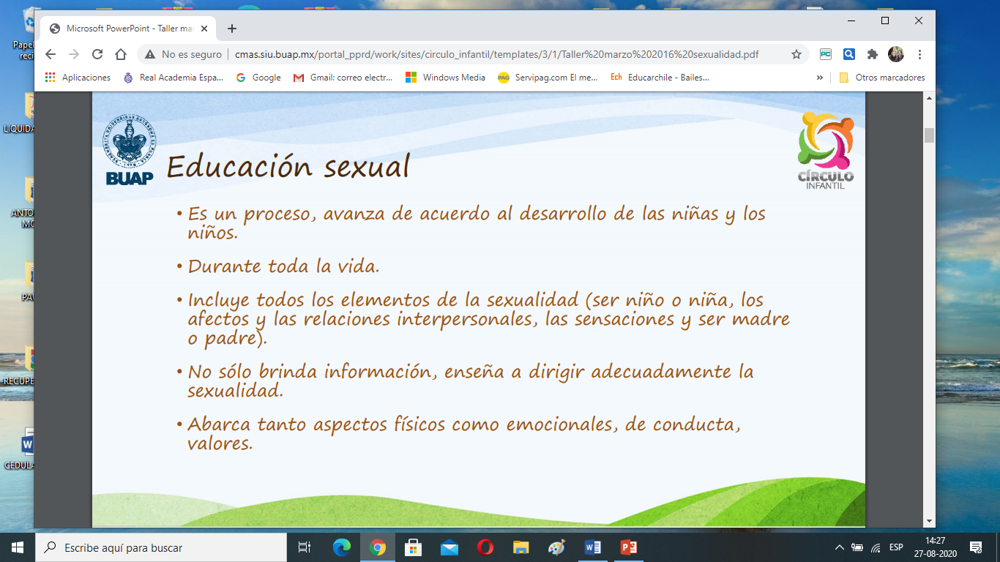 Papel
reci
LIQUIDA
ANTO
MO
PAU
RECUPE
CEDULA
Microsoft PowerPoint - Taller mar
No es seguro
cmas.siu.buap.mx/portal_pprd/work/sites/circulo_infantil/templates/3/1/Taller%20marzo%202016%20sexualidad.pdf
Aplicaciones
Real Academia Espa...
Google
Gmail: correo electr...
Windows Media
Servipag.com El me...
Educarchile - Bailes...
»
Otros marcadores
BUAP
CÍRCULO
INFANTIL
Educación sexual
• Es un proceso, avanza de acuerdo al desarrollo de las niñas y los
niños.
• Durante toda la vida.
• Incluye todos los elementos de la sexualidad (ser niño o niña, los
afectos y las relaciones interpersonales, las sensaciones y ser madre
o padre).
• No sólo brinda información, enseña a dirigir adecuadamente la
sexualidad.
• Abarca tanto aspectos físicos como emocionales, de conducta,
valores.
Escribe aquí para buscar
ESP
14:27
27-08-2020